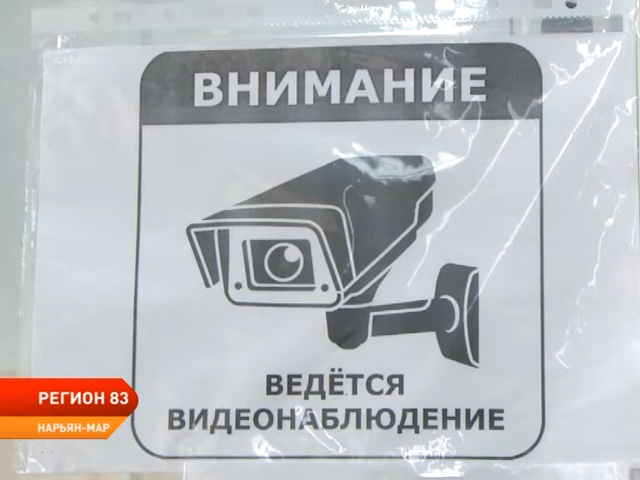 ВНИМАНИЕ
ВЕДЁТСЯ
ВИДЕОНАБЛЮДЕНИЕ
РЕГИОН 83
НАРЬЯН-МАР